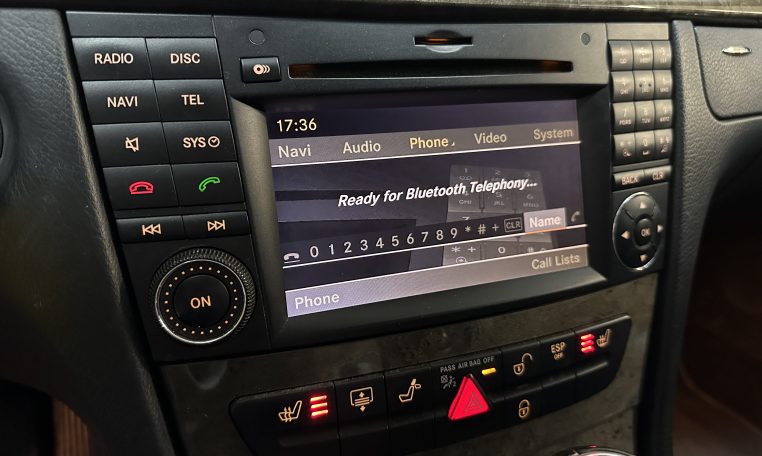 RADIO
DISC
NAVI
TEL
SYS
ON
17:36
Navi
Audio
Phone
Video
System
Ready for Bluetooth Telephony...
0 1 2 3 4 5 6 7 8 9 * # + CLR Name
Call Lists
Phone
BACK
CLR
OK
PASS AIR BAG OFF
ESP
OFF